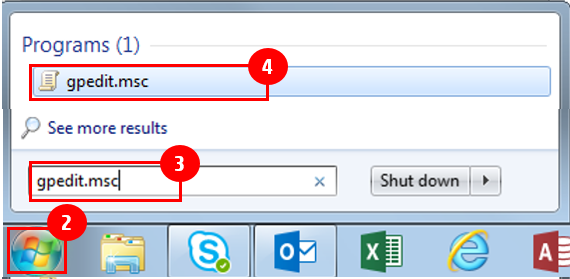 Programs (1)
4
gpedit.msc
See more results
3
gpedit.msc
Shut down
2
S
O
X
e
A